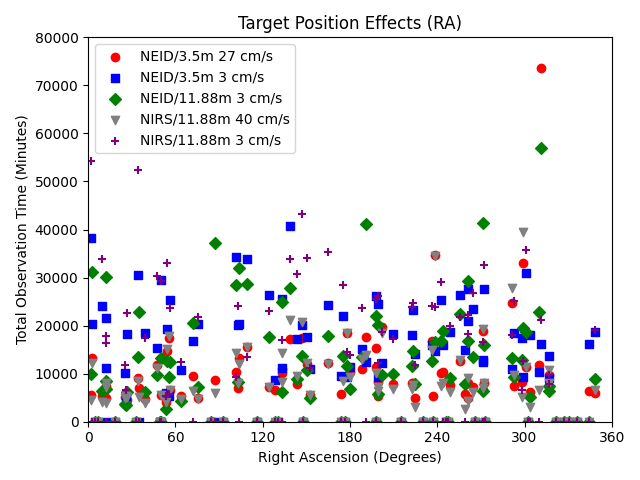 Target Position Effects (RA)
80000
70000
60000
50000
40000
30000
20000
10000
0
Total Observation Time (Minutes)
NEID/3.5m 27 cm/s
NEID/3.5m 3 cm/s
NEID/11.88m 3 cm/s
NIRS/11.88m 40 cm/s
NIRS/11.88m 3 cm/s
0 60 120 180 240 300 360
Right Ascension (Degrees)